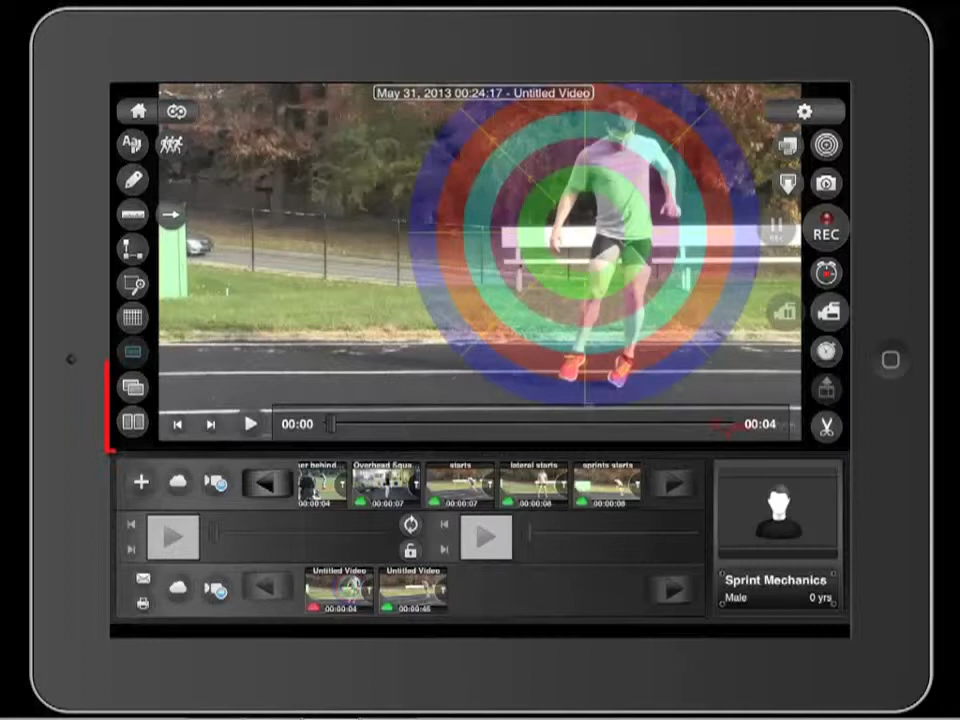 May 31, 2013 00:24:17 - Untitled Video
REC
00:00
00:04
Overhead Squa...
starts
lateral starts
sprints starts
00:00:04
00:00:07
00:00:07
00:00:08
00:00:08
Untitled Video
Untitled Video
00:00:04
00:00:46
Sprint Mechanics
Male
0 yrs